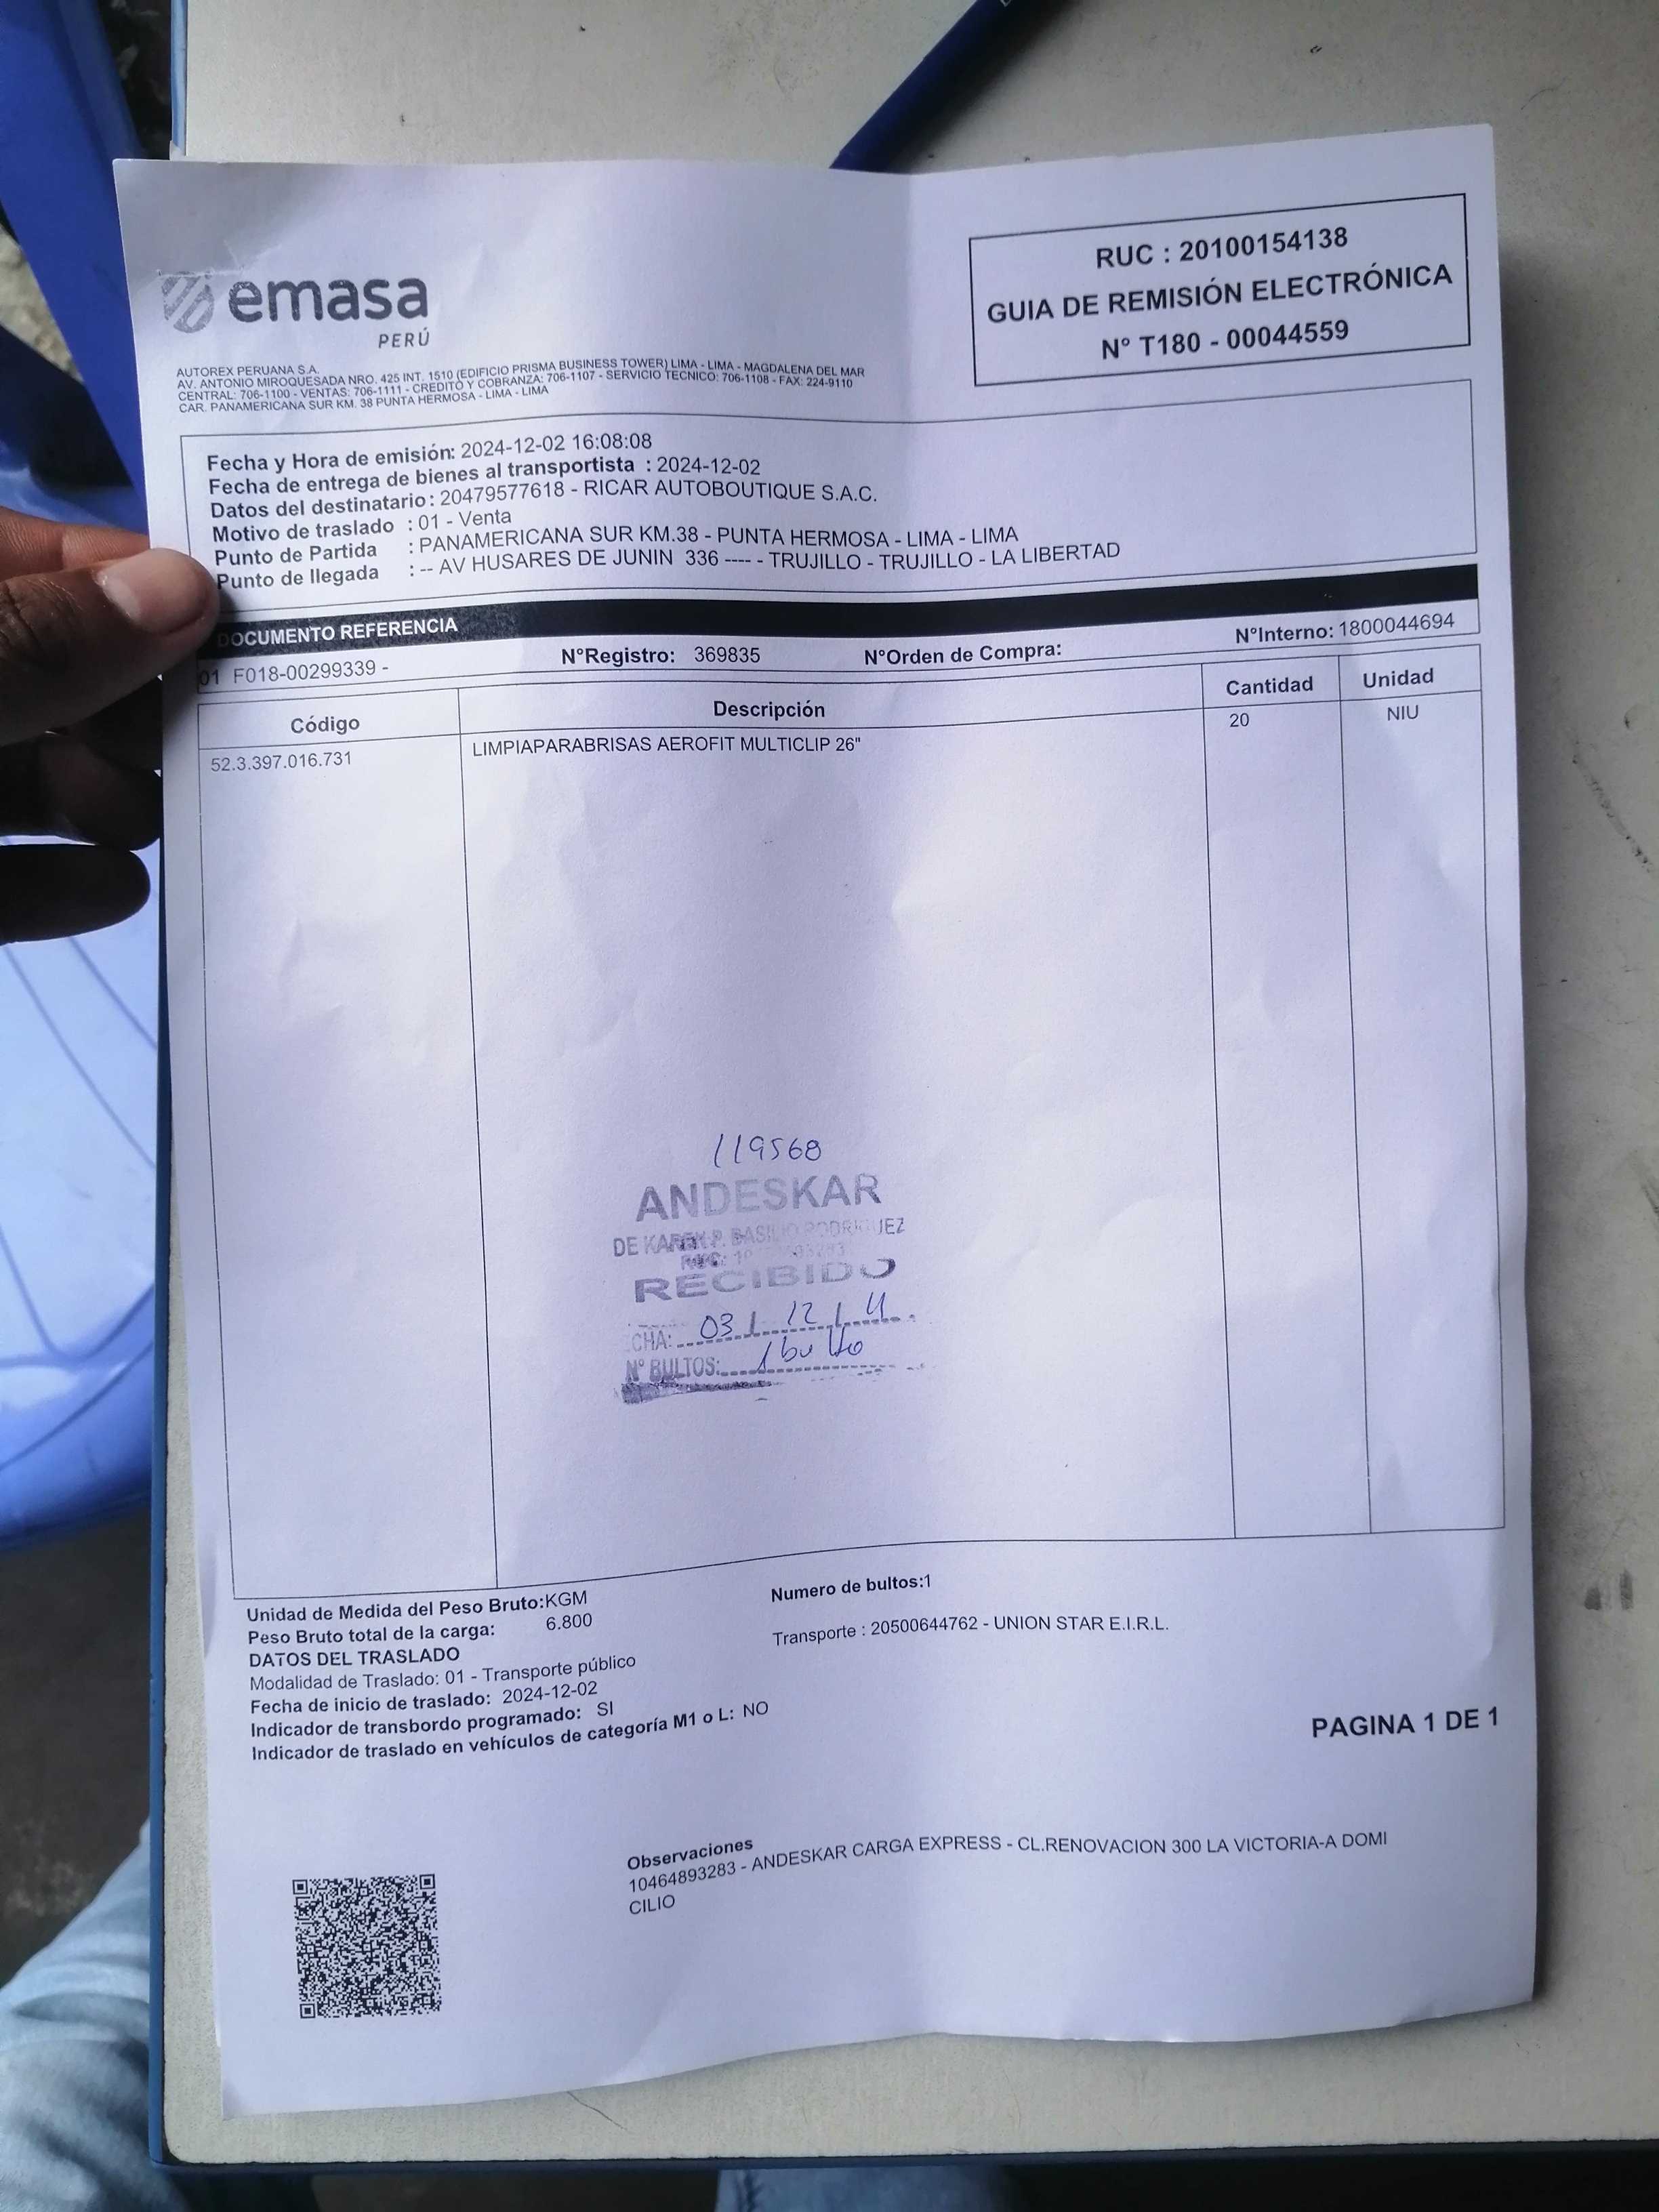 emasa
PERÚ
RUC : 20100154138
GUIA DE REMISIÓN ELECTRÓNICA
N° T180 - 00044559
AUTOREX PERUANA S.A.
AV. ANTONIO MIROQUESADA NRO. 425 INT. 1510 (EDIFICIO PRISMA BUSINESS TOWER) LIMA - LIMA - MAGDALENA DEL MAR
CENTRAL: 706-1100 - VENTAS: 706-1111 - CREDITO Y COBRANZA: 706-1107 - SERVICIO TECNICO: 706-1108 - FAX: 224-9110
CAR. PANAMERICANA SUR KM. 38 PUNTA HERMOSA - LIMA - LIMA
Fecha y Hora de emisión: 2024-12-02 16:08:08
Fecha de entrega de bienes al transportista : 2024-12-02
Datos del destinatario : 20479577618 - RICAR AUTOBOUTIQUE S.A.C.
Motivo de traslado : 01 - Venta
Punto de Partida : PANAMERICANA SUR KM.38 - PUNTA HERMOSA - LIMA - LIMA
Punto de llegada : -- AV HUSARES DE JUNIN 336 ---- - TRUJILLO - TRUJILLO - LA LIBERTAD
DOCUMENTO REFERENCIA
01 F018-00299339 - N°Registro: 369835 N°Orden de Compra: N°Interno: 1800044694
Código Descripción Cantidad Unidad
52.3.397.016.731 LIMPIAPARABRISAS AEROFIT MULTICLIP 26" 20 NIU
119568
ANDESKAR
DE KAREN P. BASILIO RODRIGUEZ
RECIBIDO
CHA: 03 / 12 /
N° BULTOS: 1 bulto
Unidad de Medida del Peso Bruto:KGM
Peso Bruto total de la carga: 6.800
Numero de bultos:1
Transporte : 20500644762 - UNION STAR E.I.R.L.
DATOS DEL TRASLADO
Modalidad de Traslado: 01 - Transporte público
Fecha de inicio de traslado: 2024-12-02
Indicador de transbordo programado: SI
Indicador de traslado en vehículos de categoría M1 o L: NO
PAGINA 1 DE 1
Observaciones
10464893283 - ANDESKAR CARGA EXPRESS - CL.RENOVACION 300 LA VICTORIA-A DOMI
CILIO